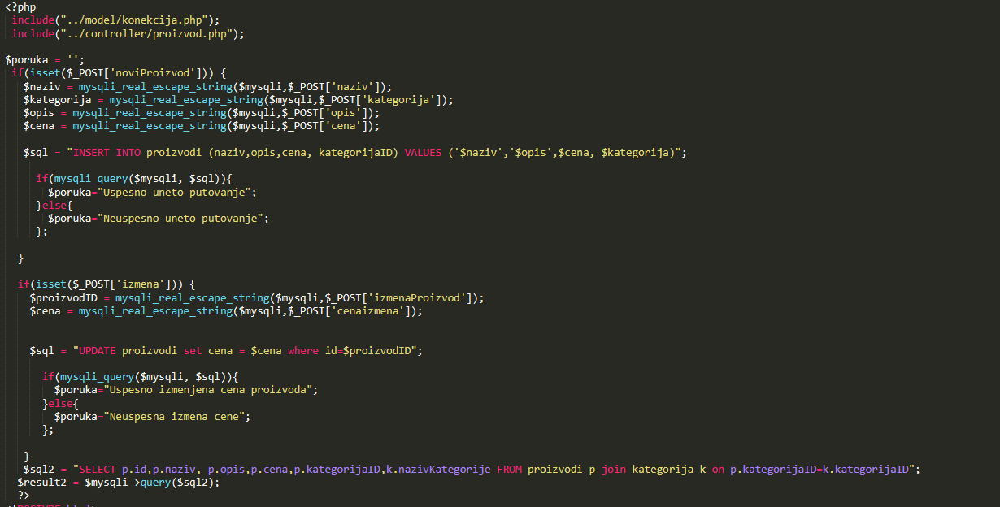 <?php
include("../model/konekcija.php");
include("../controller/proizvod.php");
$poruka = '';
if(isset($_POST['noviProizvod'])) {
$naziv = mysqli_real_escape_string($mysqli,$_POST['naziv']);
$kategorija = mysqli_real_escape_string($mysqli,$_POST['kategorija']);
$opis = mysqli_real_escape_string($mysqli,$_POST['opis']);
$cena = mysqli_real_escape_string($mysqli,$_POST['cena']);
$sql = "INSERT INTO proizvodi (naziv,opis,cena, kategorijaID) VALUES ('$naziv','$opis',$cena, $kategorija)";
if(mysqli_query($mysqli, $sql)){
$poruka="Uspesno uneto putovanje";
}else{
$poruka="Neuspesno uneto putovanje";
};
}
if(isset($_POST['izmena'])) {
$proizvodID = mysqli_real_escape_string($mysqli,$_POST['izmenaProizvod']);
$cena = mysqli_real_escape_string($mysqli,$_POST['cenaizmena']);
$sql = "UPDATE proizvodi set cena = $cena where id=$proizvodID";
if(mysqli_query($mysqli, $sql)){
$poruka="Uspesno izmenjena cena proizvoda";
}else{
$poruka="Neuspesna izmena cene";
};
}
$sql2 = "SELECT p.id,p.naziv, p.opis,p.cena,p.kategorijaID,k.nazivKategorije FROM proizvodi p join kategorija k on p.kategorijaID=k.kategorijaID";
$result2 = $mysqli->query($sql2);
?>